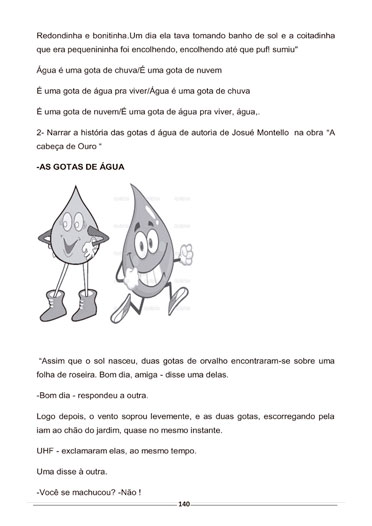 Redondinha e bonitinha.Um dia ela tava tomando banho de sol e a coitadinha
que era pequenininha foi encolhendo, encolhendo até que puf! sumiu"
Água é uma gota de chuva/É uma gota de nuvem
É uma gota de água pra viver/Água é uma gota de chuva
É uma gota de nuvem/É uma gota de água pra viver, água,.
2- Narrar a história das gotas d água de autoria de Josué Montello na obra “A
cabeça de Ouro “
-AS GOTAS DE ÁGUA
“Assim que o sol nasceu, duas gotas de orvalho encontraram-se sobre uma
folha de roseira. Bom dia, amiga - disse uma delas.
-Bom dia - respondeu a outra.
Logo depois, o vento soprou levemente, e as duas gotas, escorregando pela
iam ao chão do jardim, quase no mesmo instante.
UHF - exclamaram elas, ao mesmo tempo.
Uma disse à outra.
-Você se machucou? -Não !
140